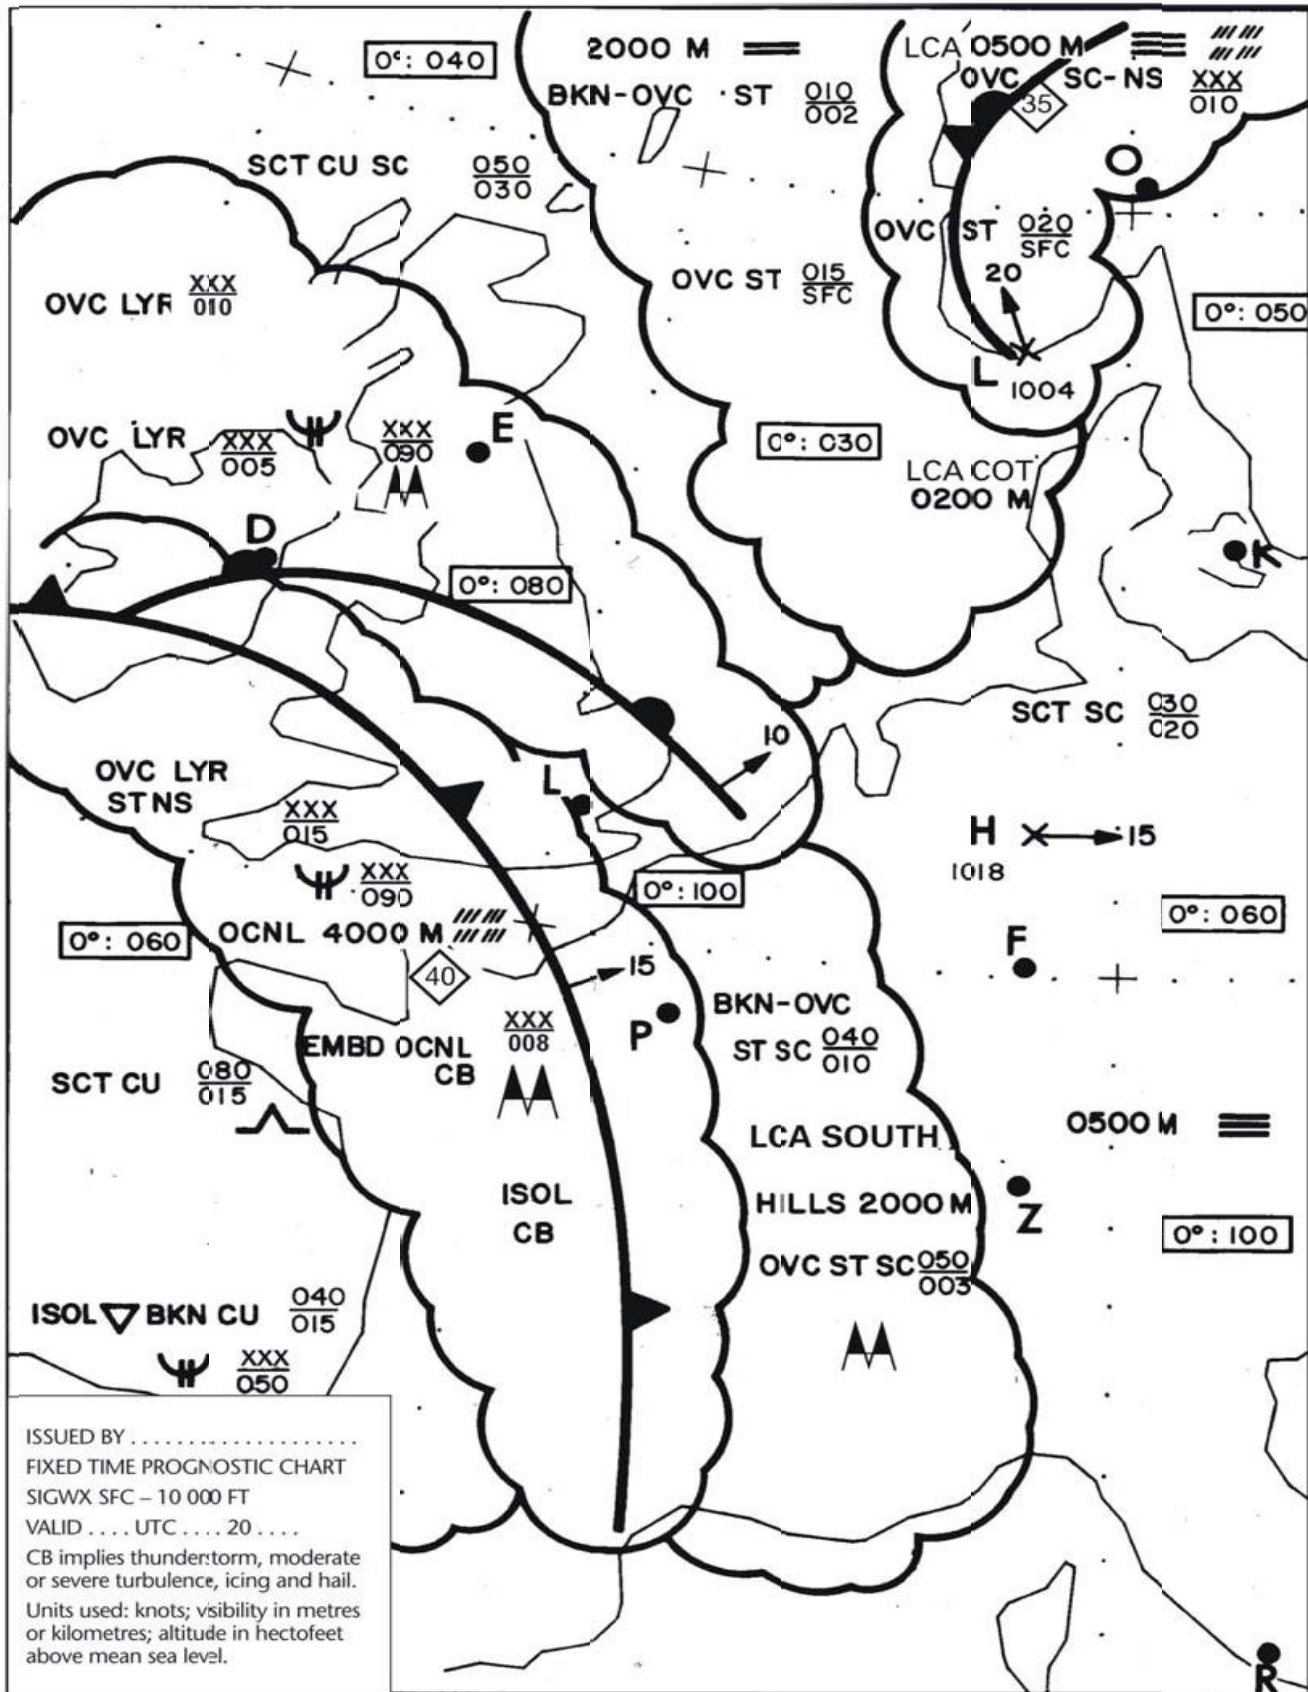 0°: 040
2000 M
BKN-OVC ST 010
002
LCA 0500 M
OVC SC-NS XXX
010
35
SCT CU SC 050
030
O
OVC ST 020
SFC
20
OVC LYR XXX
010
OVC ST 015
SFC
0°: 050
L
1004
OVC LYR XXX
005
XXX
090
E
0°: 030
LCA COT
0200 M
D
K
0°: 080
SCT SC 030
020
10
OVC LYR
ST NS
XXX
015
L
H 15
1018
XXX
090
0°: 100
0°: 060
0°: 060
OCNL 4000 M
40
15
F
P
BKN-OVC
ST SC 040
010
EMBD OCNL
CB
XXX
008
SCT CU 080
015
LCA SOUTH
HILLS 2000 M
0500 M
ISOL
CB
Z
0°: 100
OVC ST SC 050
003
ISOL BKN CU 040
015
XXX
050
ISSUED BY . . . . . . . . . . . . . . . . . . . . . .
FIXED TIME PROGNOSTIC CHART
SIGWX SFC – 10 000 FT
VALID . . . . UTC . . . . 20 . . . .
CB implies thunderstorm, moderate
or severe turbulence, icing and hail.
Units used: knots; visibility in metres
or kilometres; altitude in hectofeet
above mean sea level.
R